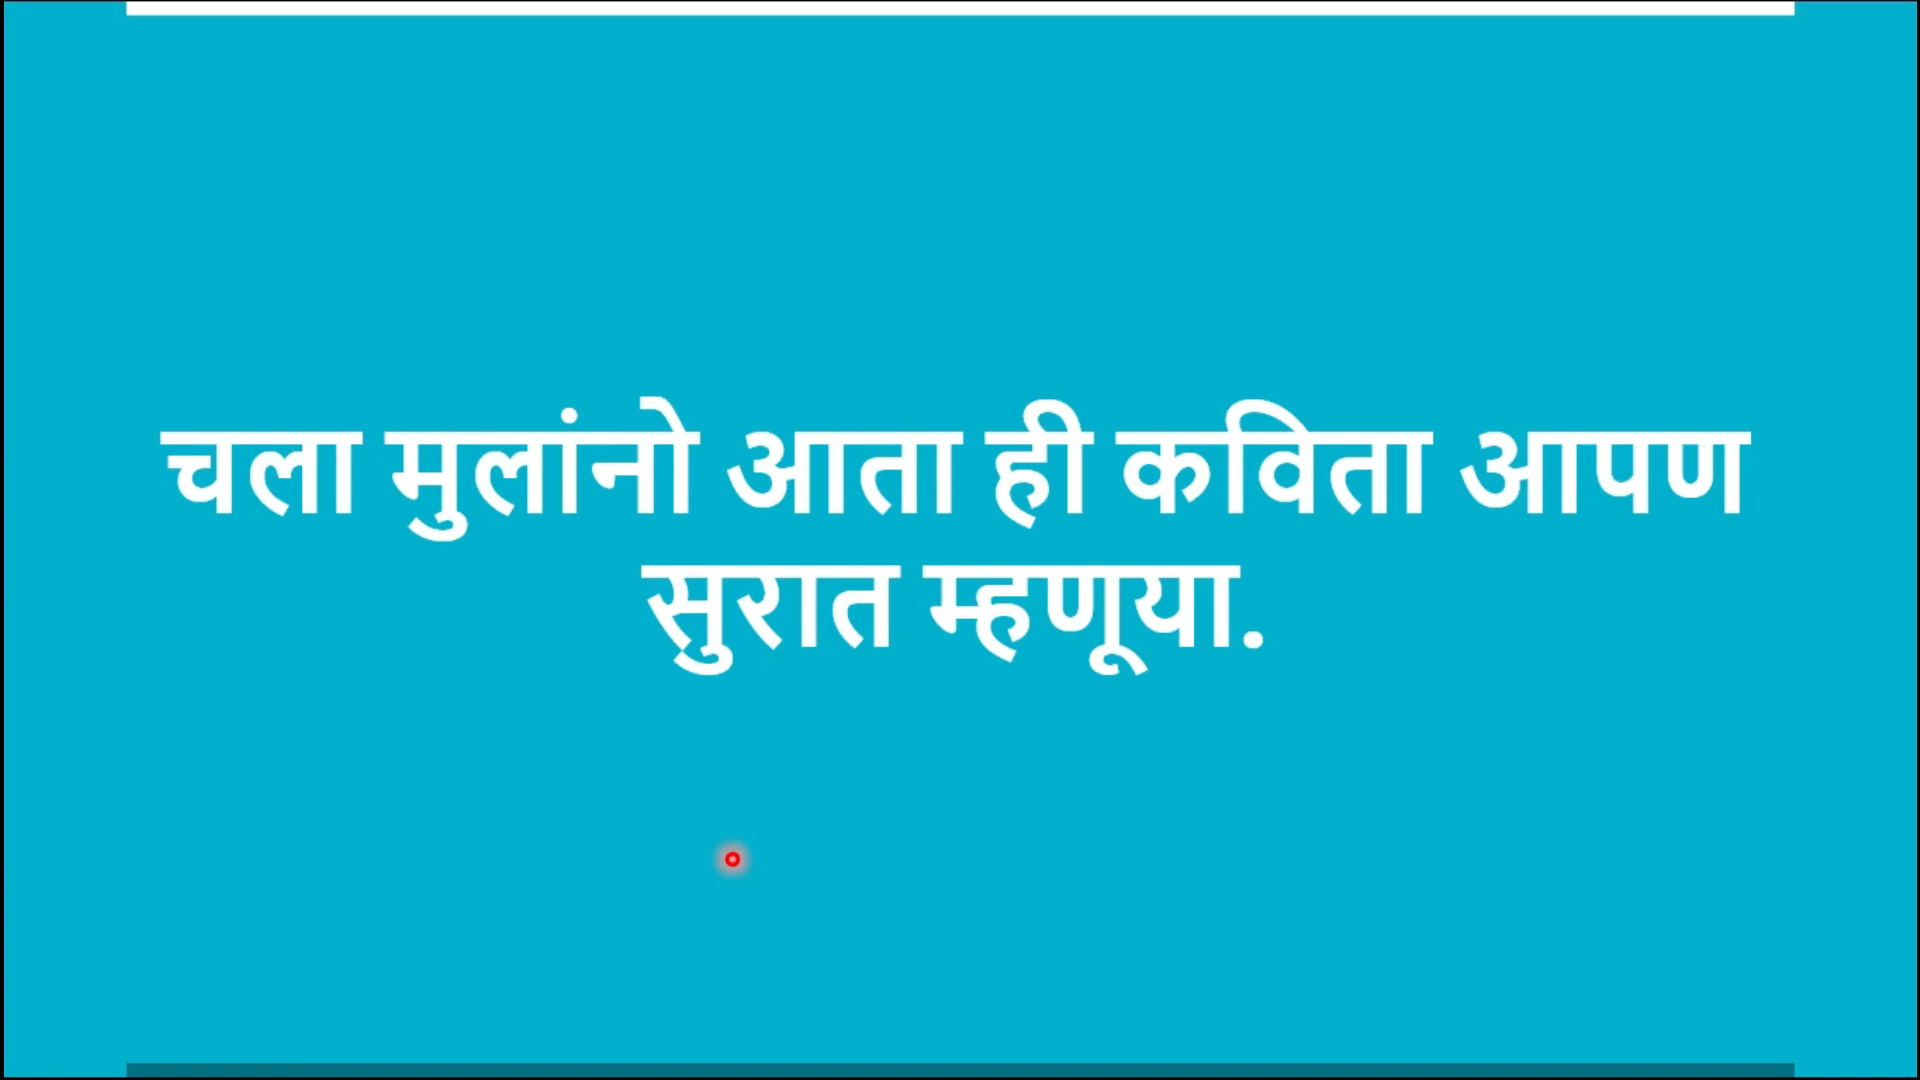 चला मुलांनो आता ही कविता आपण
सुरात म्हणूया.